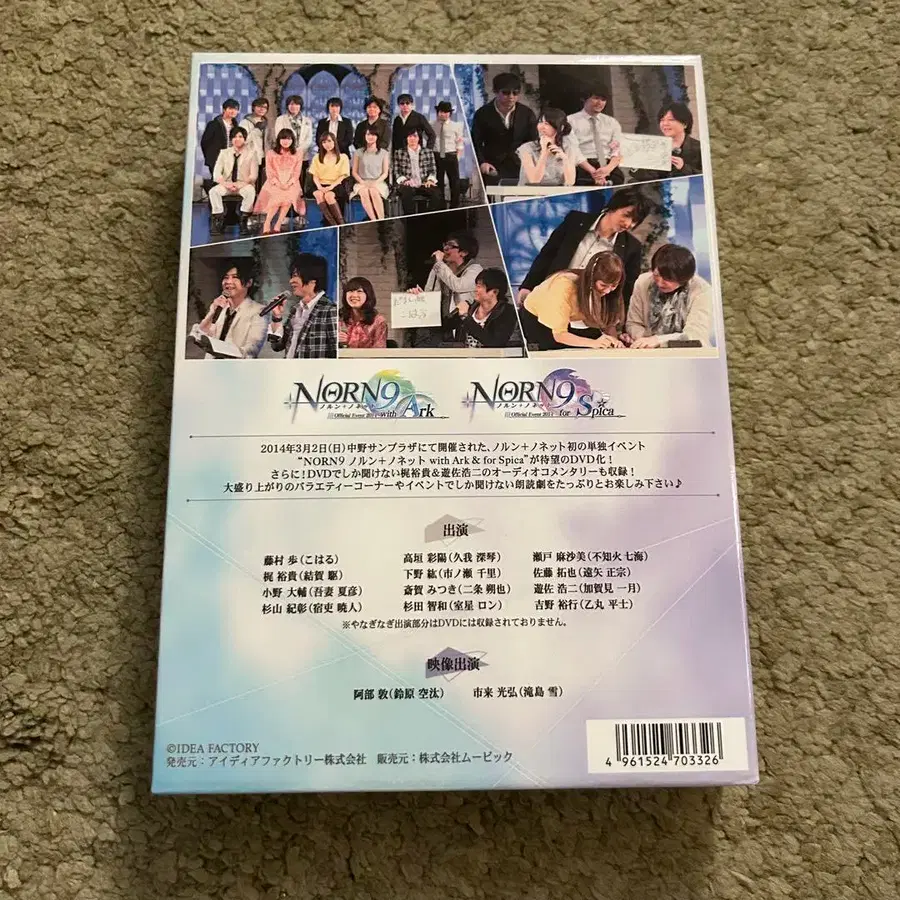 NORN9
ノルン+ノネット
Official Event 2014 with Ark
NORN9
ノルン+ノネット
Official Event 2014 for Spica
2014年3月2日(日)中野サンプラザにて開催された、ノルン+ノネット初の単独イベント
“NORN9 ノルン+ノネット with Ark & for Spica”が待望のDVD化!
さらに!DVDでしか聞けない梶裕貴&遊佐浩二のオーディオコメンタリーも収録!
大盛り上がりのバラエティーコーナーやイベントでしか聞けない朗読劇をたっぷりとお楽しみ下さい♪
出演
藤村 歩(こはる) 高垣 彩陽(久我 深琴) 瀬戸 麻沙美(不知火 七海)
梶 裕貴(結賀 駆) 下野 紘(市ノ瀬 千里) 佐藤 拓也(遠矢 正宗)
小野 大輔(吾妻 夏彦) 斎賀 みつき(二条 朔也) 遊佐 浩二(加賀見 一月)
杉山 紀彰(宿吏 暁人) 杉田 智和(室星 ロン) 吉野 裕行(乙丸 平士)
※やなぎなぎ出演部分はDVDには収録されておりません。
映像出演
阿部 敦(鈴原 空汰) 市来 光弘(滝島 雪)
©IDEA FACTORY
発売元:アイディアファクトリー株式会社 販売元:株式会社ムービック
4 961524 703326